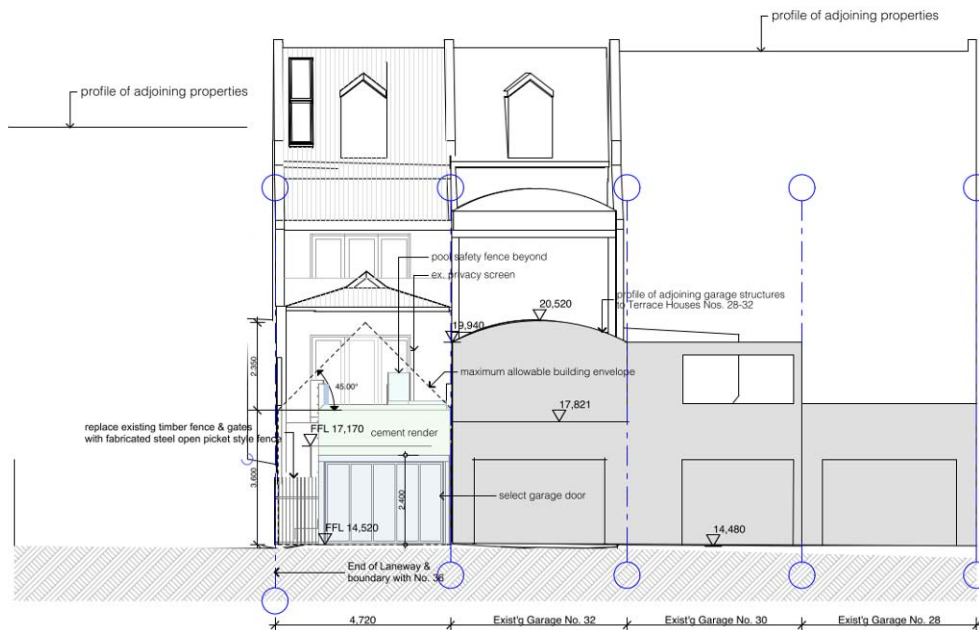 profile of adjoining properties
profile of adjoining properties
pool safety fence beyond
ex. privacy screen
profile of adjoining garage structures
to Terrace Houses Nos. 28-32
20,520
19,940
2,350
45.00°
maximum allowable building envelope
17,821
replace existing timber fence & gates
with fabricated steel open picket style fence
FFL 17,170
cement render
3,600
2,400
select garage door
FFL 14,520
14,480
End of Laneway &
boundary with No. 36
4,720
Exist'g Garage No. 32
Exist'g Garage No. 30
Exist'g Garage No. 28